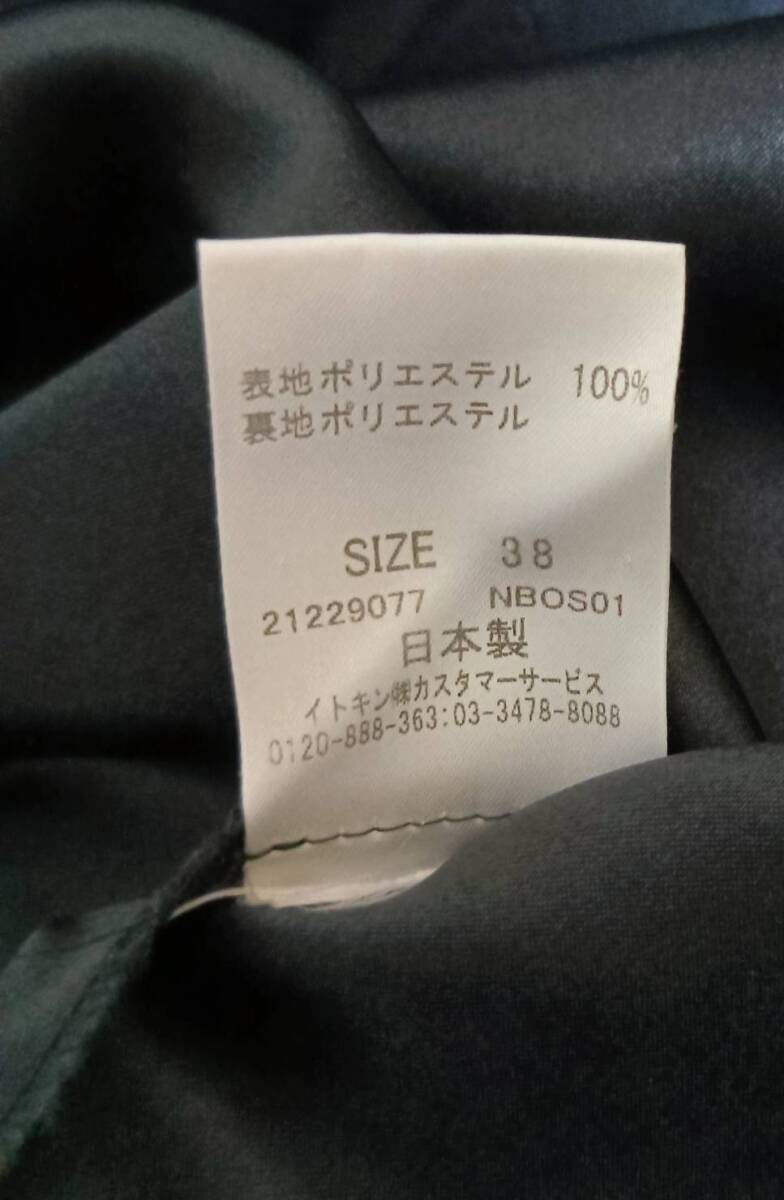 表地ポリエステル 100%
裏地ポリエステル
SIZE 38
21229077 NBOS01
日本製
イトキン㈱カスタマーサービス
0120-888-363:03-3478-8088